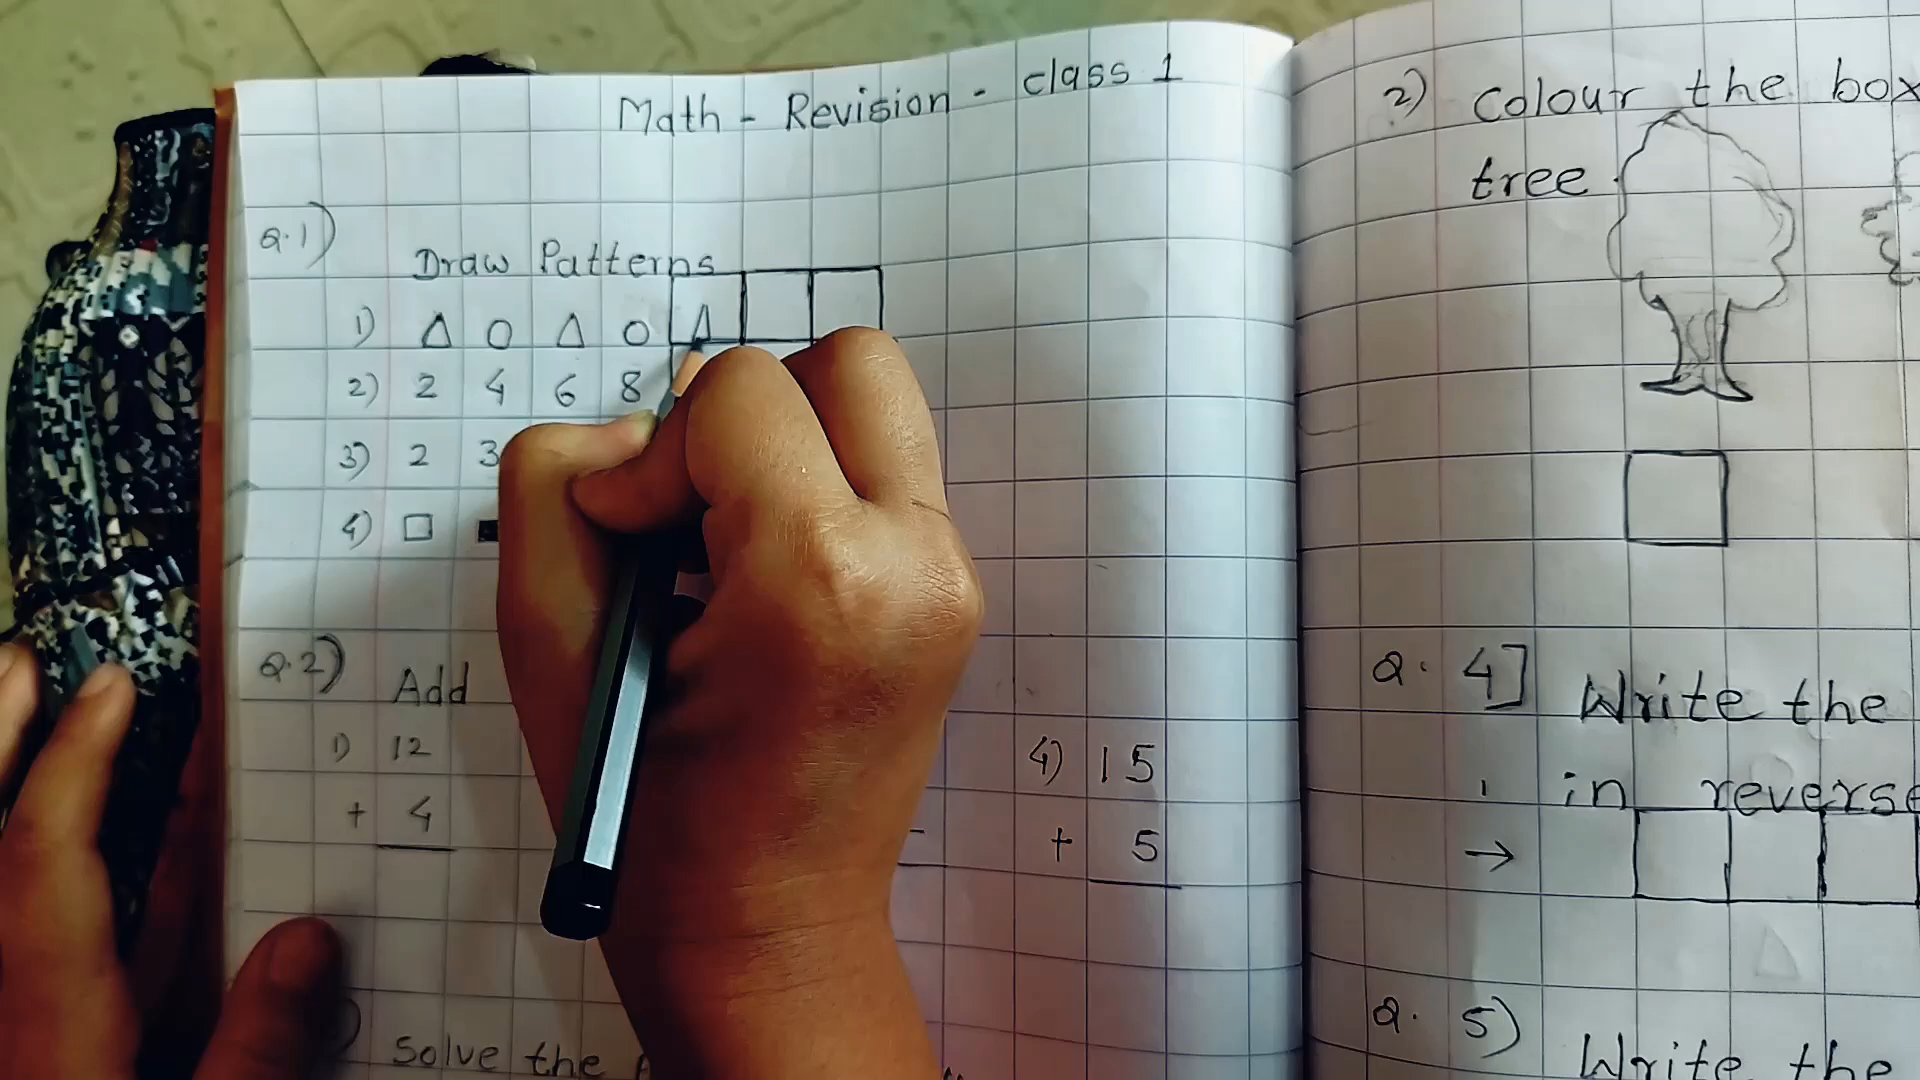 Math - Revision - class 1
Q.1)
Draw Patterns
1) Δ O Δ O Δ
2) 2 4 6 8
3) 2 3
4) □ ■
Q.2) Add
1) 12
+ 4
4) 15
+ 5
Solve the
2) Colour the box
tree.
Q. 4] Write the
in reverse
→
Q. 5)
Write the